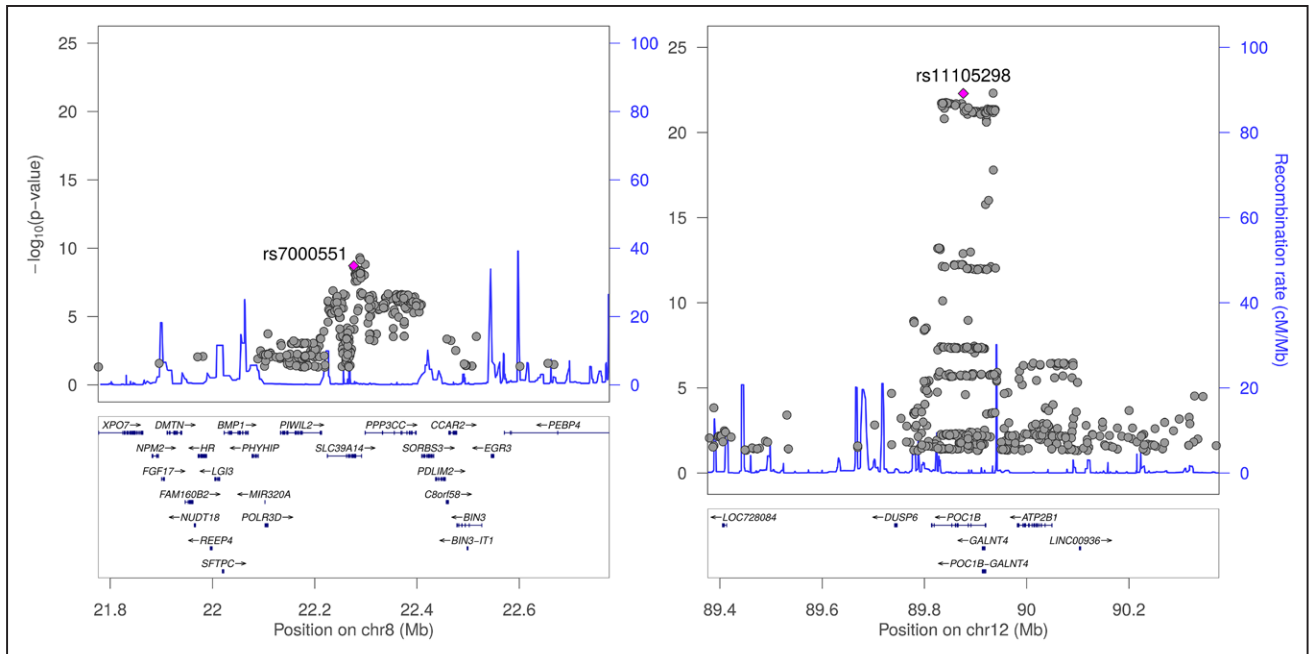 25
20
15
10
5
0
−log10(p−value)
rs7000551
100
80
60
40
20
0
XPO7→ DMTN→ BMP1→ PIWIL2→ PPP3CC→ CCAR2→ ←PEBP4
NPM2→ ←HR ←PHYHIP SLC39A14→ SORBS3→ ←EGR3
FGF17→ ←LGI3 PDLIM2→
FAM160B2→ ←MIR320A C8orf58→
←NUDT18 POLR3D→ ←BIN3
←REEP4 ←BIN3−IT1
SFTPC→
21.8 22 22.2 22.4 22.6
Position on chr8 (Mb)
25
20
15
10
5
0
rs11105298
100
80
60
40
20
0
Recombination rate (cM/Mb)
←LOC728084 ←DUSP6 ←POC1B ←ATP2B1
←GALNT4 LINC00936→
←POC1B−GALNT4
89.4 89.6 89.8 90 90.2
Position on chr12 (Mb)